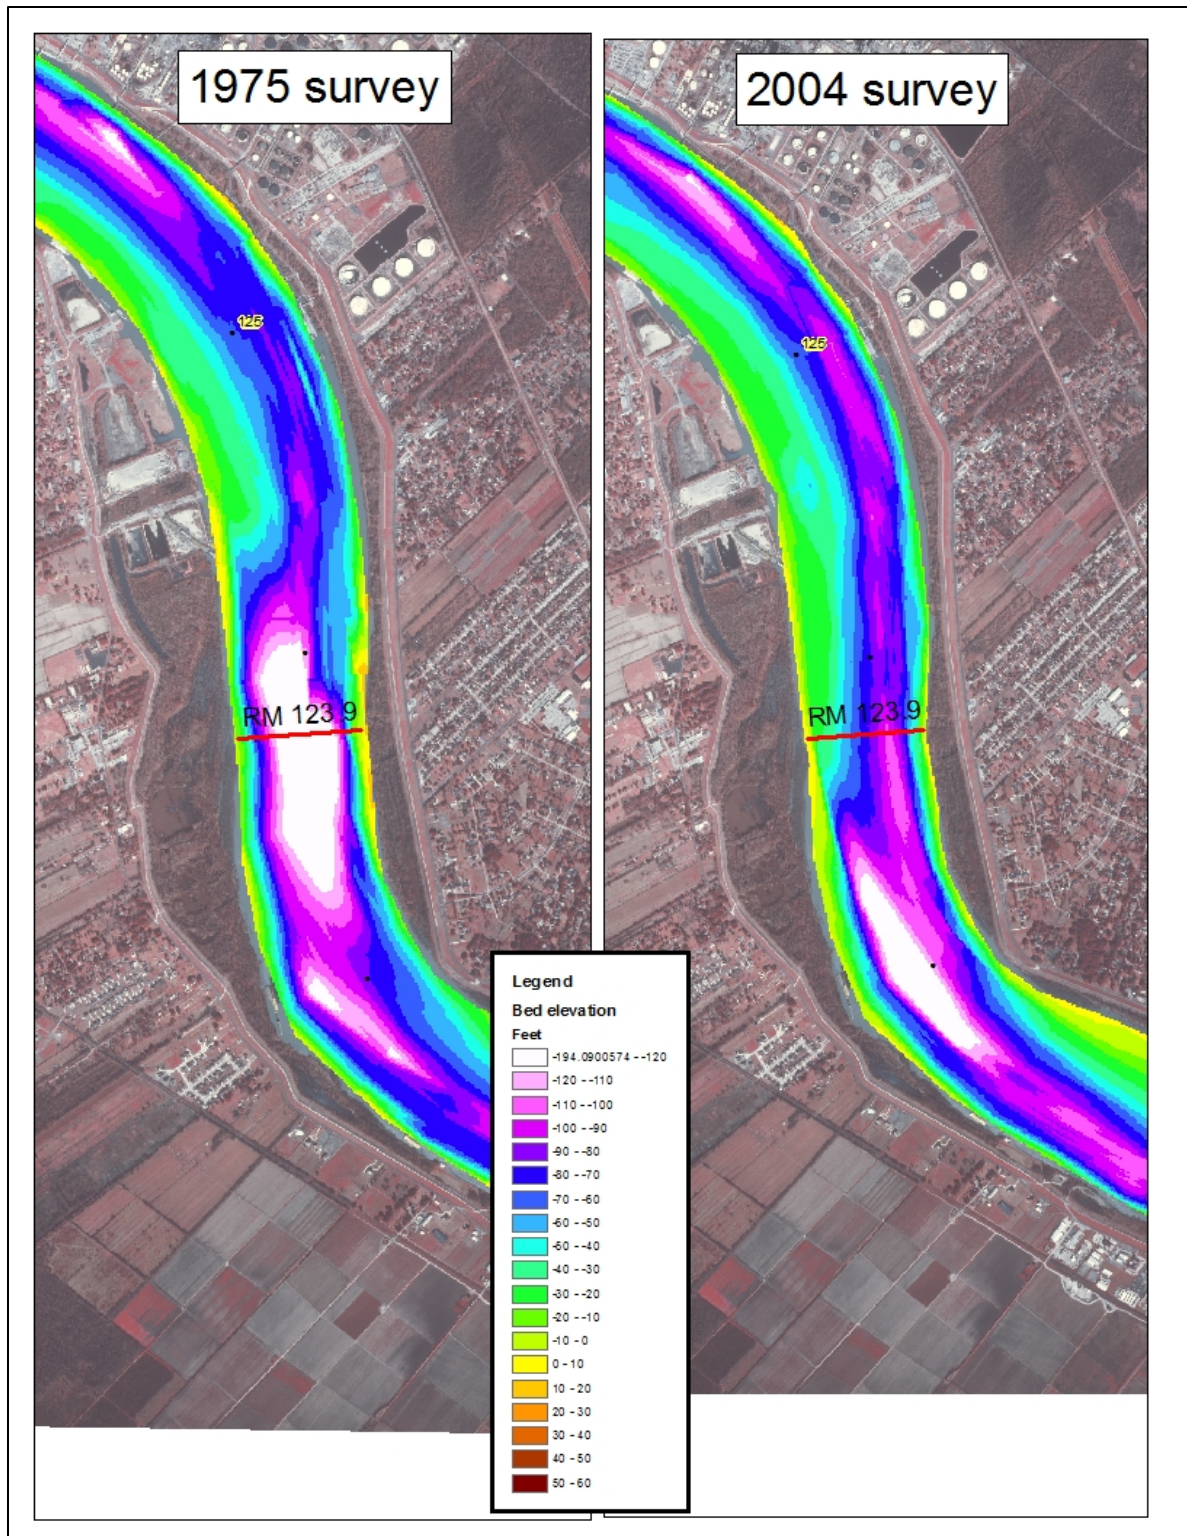 1975 survey
2004 survey
125
125
RM 123.9
RM 123.9
Legend
Bed elevation
Feet
-194.0900574 - -120
-120 - -110
-110 - -100
-100 - -90
-90 - -80
-80 - -70
-70 - -60
-60 - -50
-50 - -40
-40 - -30
-30 - -20
-20 - -10
-10 - 0
0 - 10
10 - 20
20 - 30
30 - 40
40 - 50
50 - 60